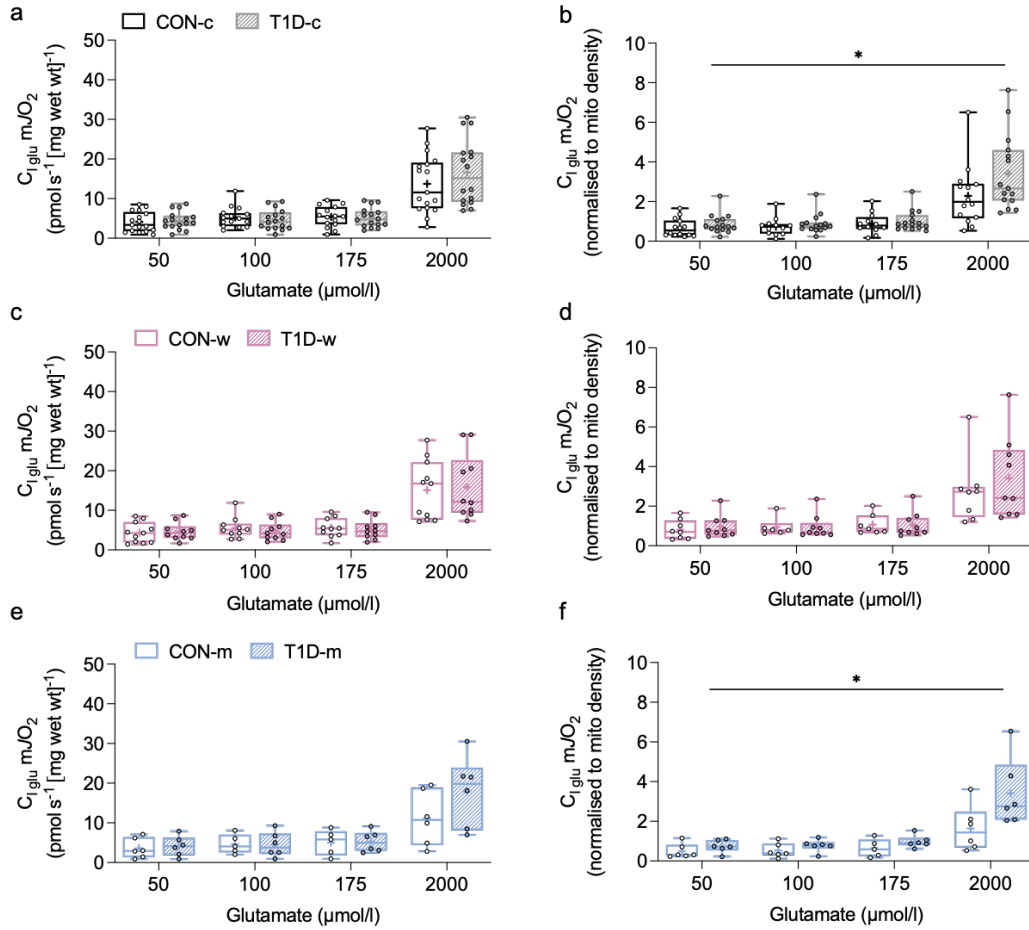 a
CON-c T1D-c
C I glu mJO2
(pmol s⁻¹ [mg wet wt]⁻¹)
50
40
30
20
10
0
50 100 175 2000
Glutamate (µmol/l)
b
*
C I glu mJO2
(normalised to mito density)
10
8
6
4
2
0
50 100 175 2000
Glutamate (µmol/l)
c
CON-w T1D-w
C I glu mJO2
(pmol s⁻¹ [mg wet wt]⁻¹)
50
40
30
20
10
0
50 100 175 2000
Glutamate (µmol/l)
d
C I glu mJO2
(normalised to mito density)
10
8
6
4
2
0
50 100 175 2000
Glutamate (µmol/l)
e
CON-m T1D-m
C I glu mJO2
(pmol s⁻¹ [mg wet wt]⁻¹)
50
40
30
20
10
0
50 100 175 2000
Glutamate (µmol/l)
f
*
C I glu mJO2
(normalised to mito density)
10
8
6
4
2
0
50 100 175 2000
Glutamate (µmol/l)